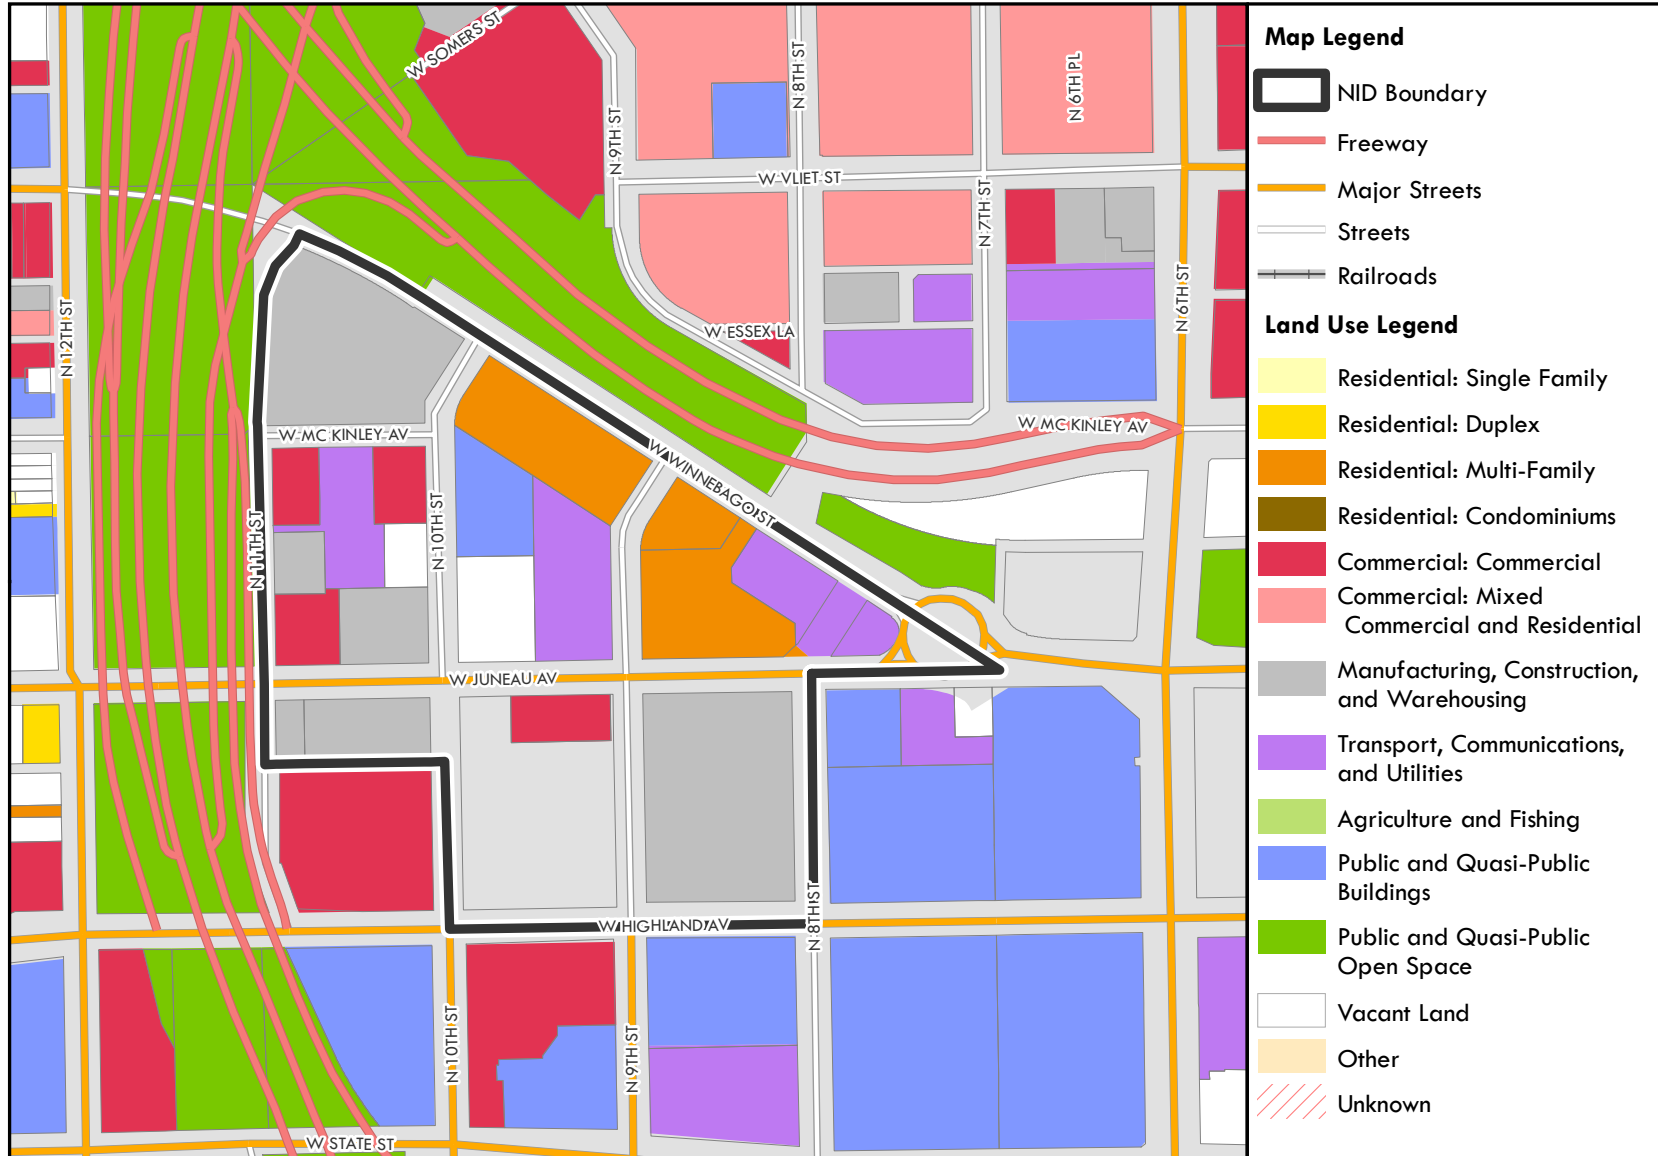 W SOMERS ST
N 8TH ST
N 6TH PL
N 9TH ST
W VLIET ST
N 7TH ST
N 12TH ST
N 6TH ST
W ESSEX LA
W MC KINLEY AV
W MC KINLEY AV
W WINNEBAGO ST
N 10TH ST
N 11TH ST
W JUNEAU AV
N 8TH ST
W HIGHLAND AV
N 10TH ST
N 9TH ST
W STATE ST
Map Legend
NID Boundary
Freeway
Major Streets
Streets
Railroads
Land Use Legend
Residential: Single Family
Residential: Duplex
Residential: Multi-Family
Residential: Condominiums
Commercial: Commercial
Commercial: Mixed
Commercial and Residential
Manufacturing, Construction,
and Warehousing
Transport, Communications,
and Utilities
Agriculture and Fishing
Public and Quasi-Public
Buildings
Public and Quasi-Public
Open Space
Vacant Land
Other
Unknown